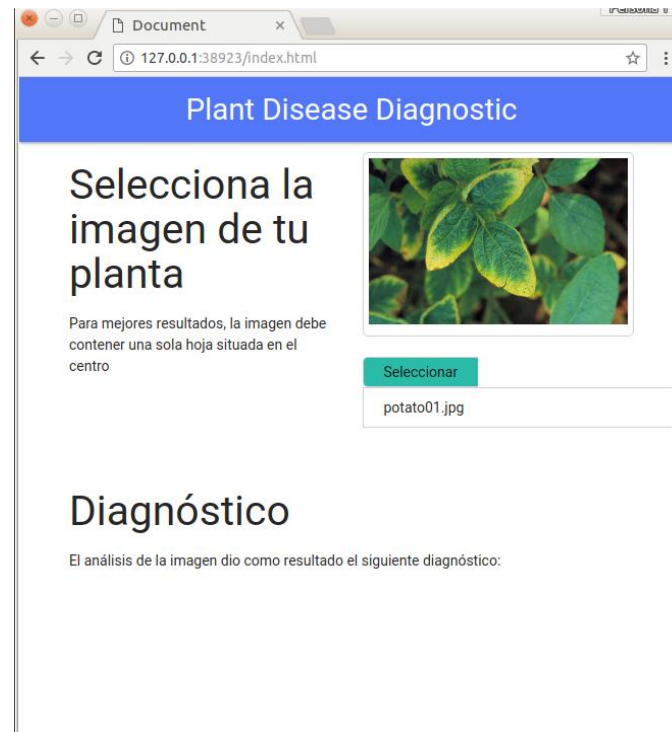 Document
127.0.0.1:38923/index.html
Plant Disease Diagnostic
Selecciona la
imagen de tu
planta
Para mejores resultados, la imagen debe
contener una sola hoja situada en el
centro
Seleccionar
potato01.jpg
Diagnóstico
El análisis de la imagen dio como resultado el siguiente diagnóstico: